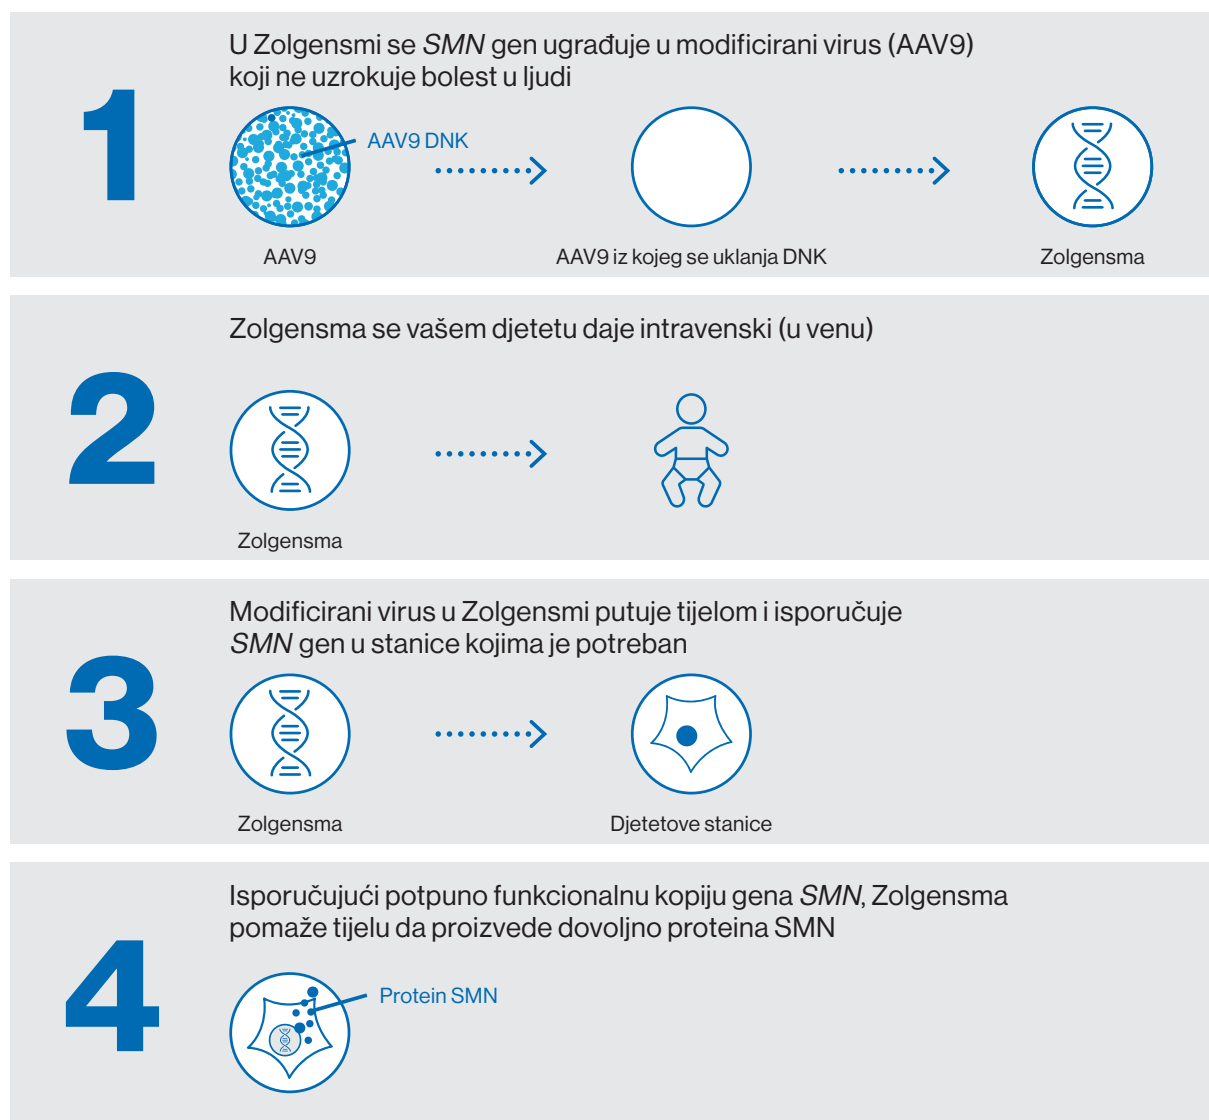 1
U Zolgensmi se SMN gen ugrađuje u modificirani virus (AAV9)
koji ne uzrokuje bolest u ljudi
AAV9 DNK
AAV9
AAV9 iz kojeg se uklanja DNK
Zolgensma
2
Zolgensma se vašem djetetu daje intravenski (u venu)
Zolgensma
3
Modificirani virus u Zolgensmi putuje tijelom i isporučuje
SMN gen u stanice kojima je potreban
Zolgensma
Djetetove stanice
4
Isporučujući potpuno funkcionalnu kopiju gena SMN, Zolgensma
pomaže tijelu da proizvede dovoljno proteina SMN
Protein SMN